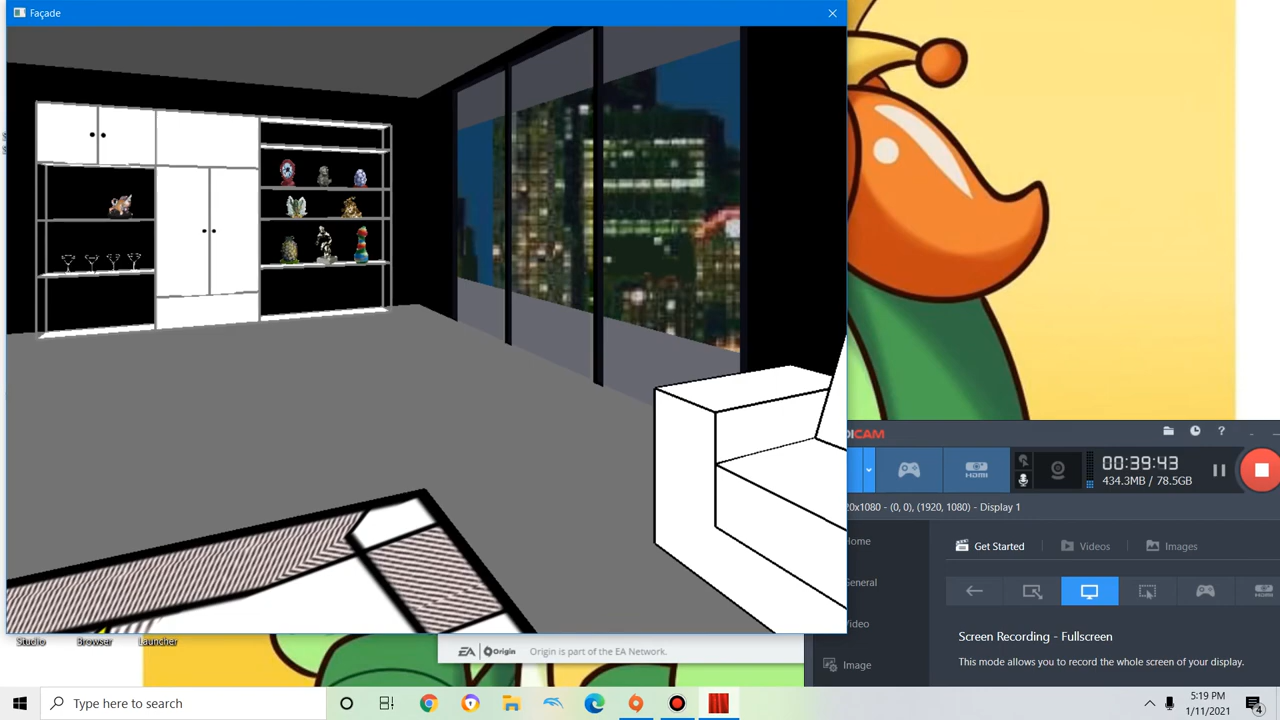 Façade
DICAM
00:39:43
434.3MB / 78.5GB
20x1080 - (0, 0), (1920, 1080) - Display 1
Home
Get Started
Videos
Images
General
Video
Image
Screen Recording - Fullscreen
This mode allows you to record the whole screen of your display.
Studio
Browser
Launcher
EA
Origin
Origin is part of the EA Network.
Type here to search
5:19 PM
1/11/2021
4